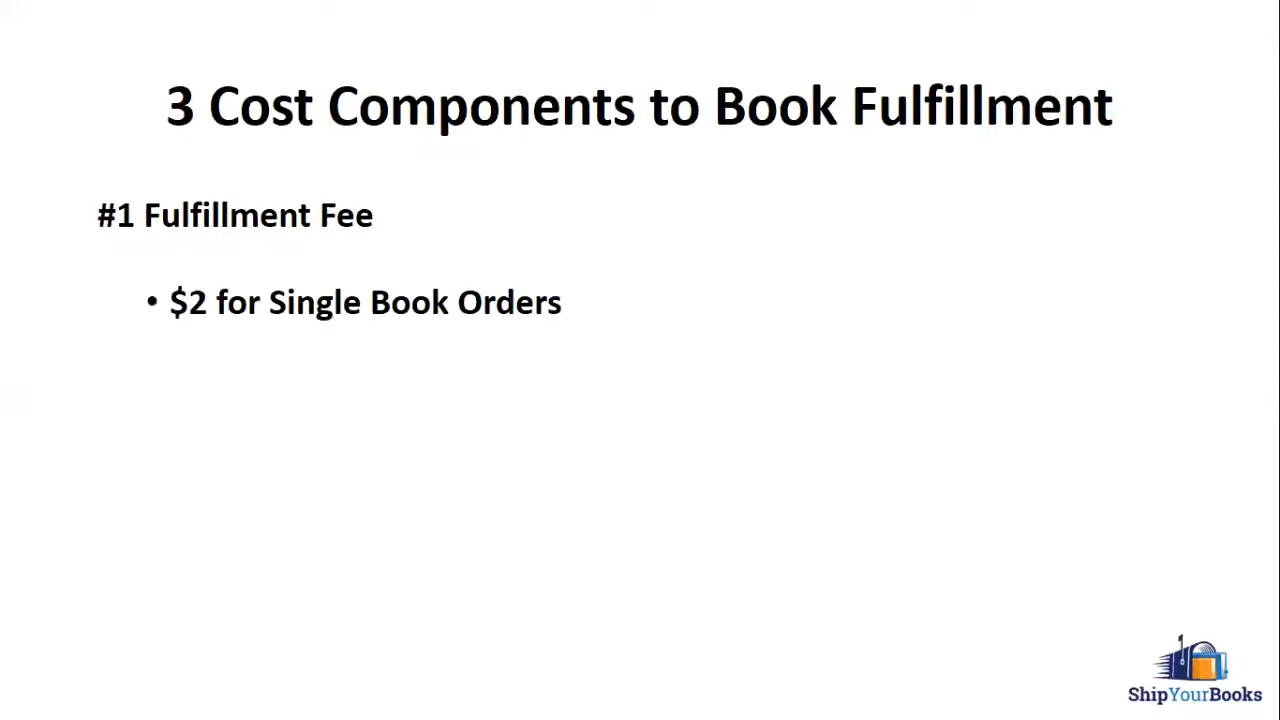 3 Cost Components to Book Fulfillment
#1 Fulfillment Fee
• $2 for Single Book Orders
ShipYourBooks